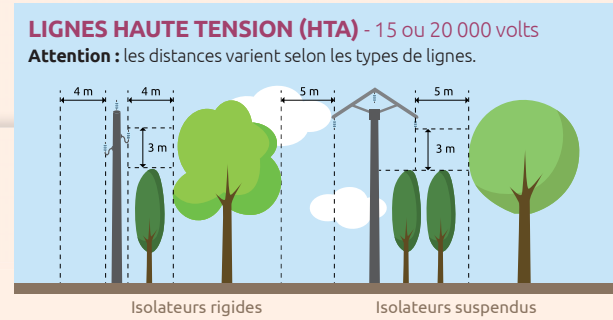 LIGNES HAUTE TENSION (HTA) - 15 ou 20 000 volts
Attention : les distances varient selon les types de lignes.
4 m
4 m
5 m
5 m
3 m
3 m
Isolateurs rigides
Isolateurs suspendus